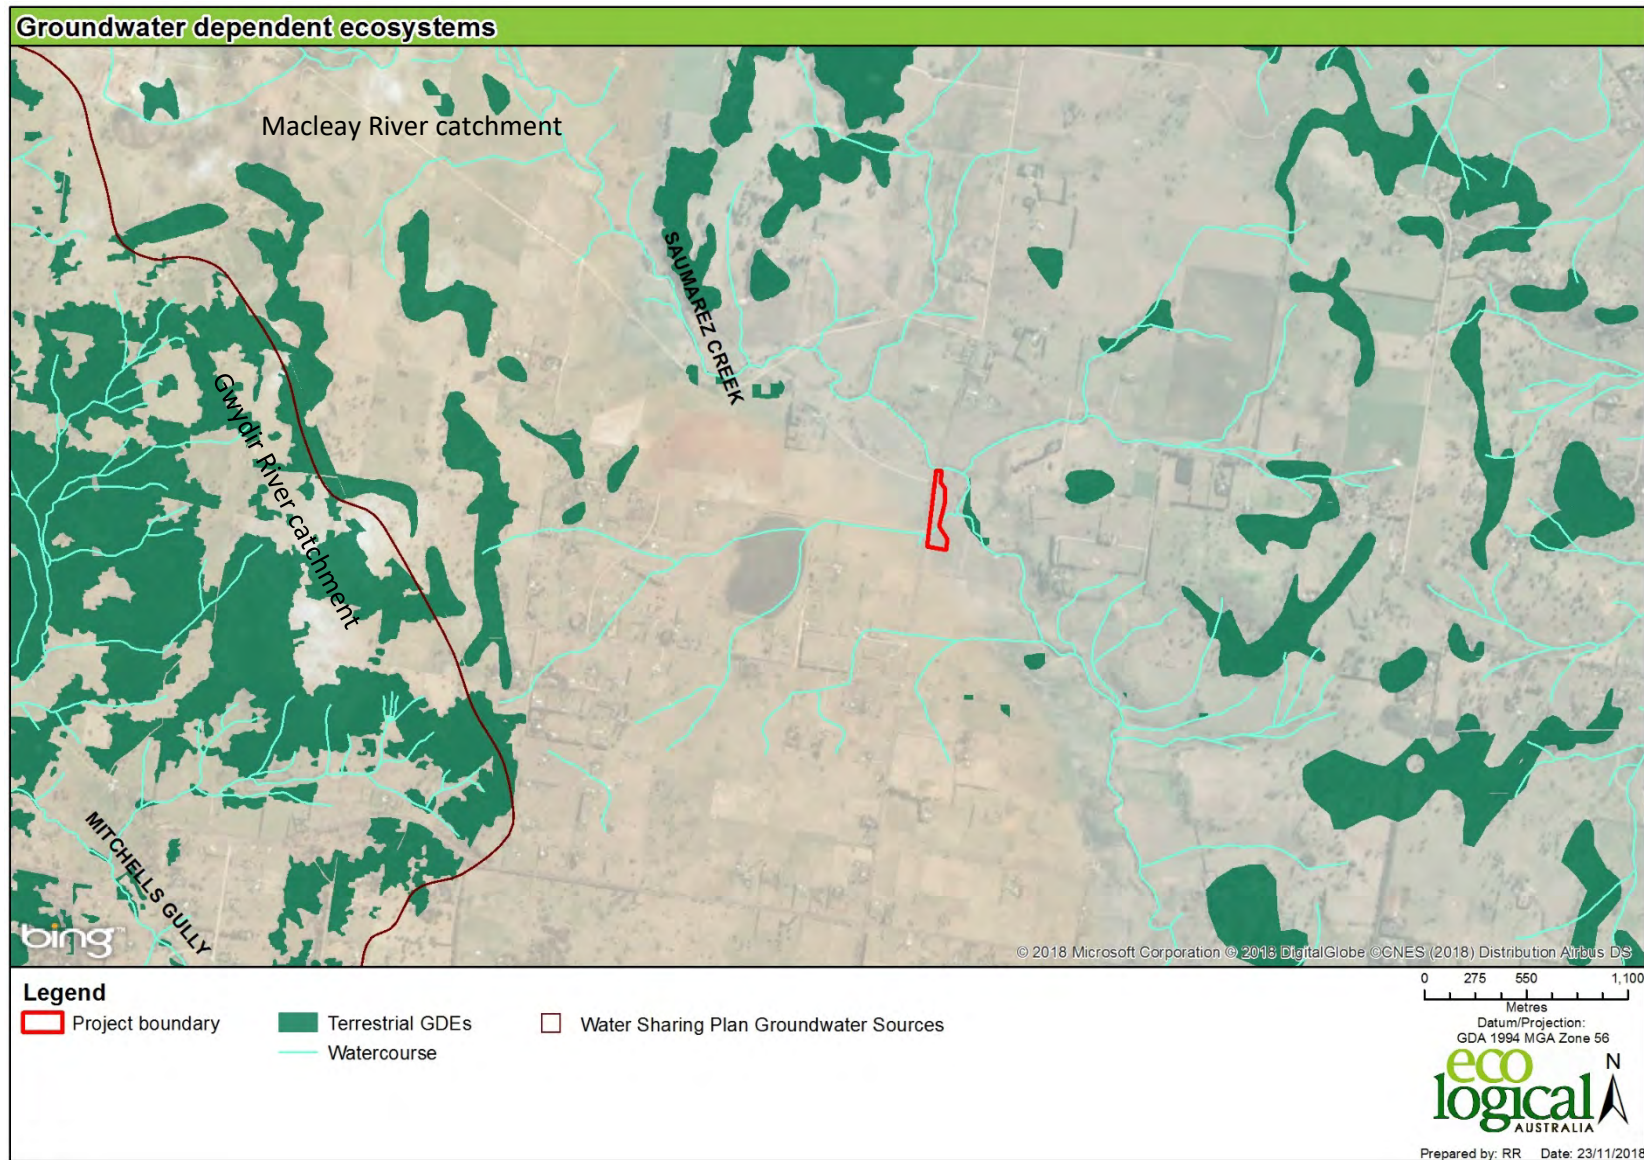 Groundwater dependent ecosystems
Macleay River catchment
SAUMAREZ CREEK
Gwydir River catchment
MITCHELLS GULLY
bing™
© 2018 Microsoft Corporation © 2018 DigitalGlobe ©CNES (2018) Distribution Airbus DS
Legend
Project boundary
Terrestrial GDEs
Watercourse
Water Sharing Plan Groundwater Sources
0 275 550 1,100
Metres
Datum/Projection:
GDA 1994 MGA Zone 56
N
eco
logical
AUSTRALIA
Prepared by: RR Date: 23/11/2018